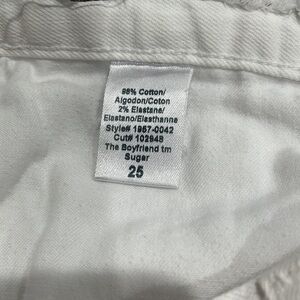 98% Cotton/
Algodon/Coton
2% Elastane/
Elastano/Elasthanne
Style# 1957-0042
Cut# 102948
The Boyfriend tm
Sugar
25